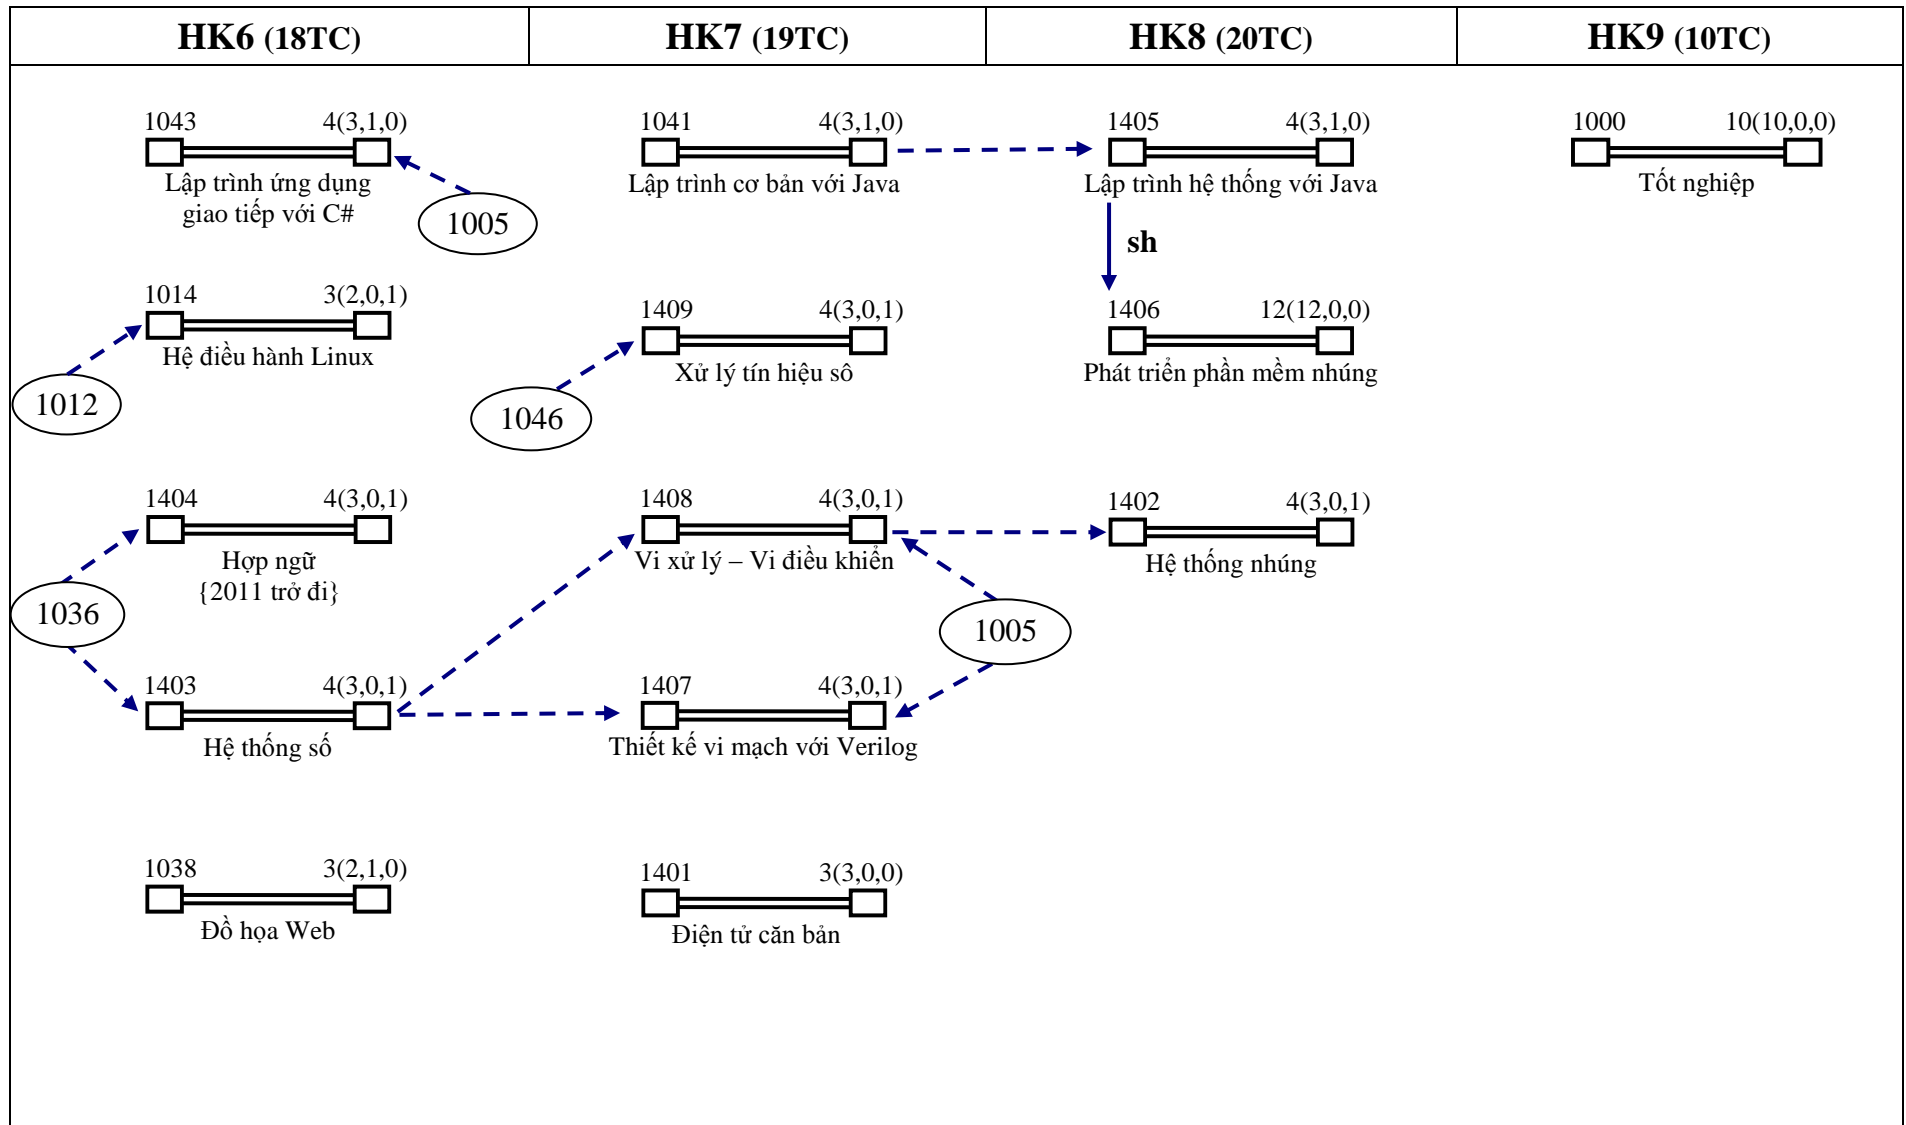 HK6 (18TC)
HK7 (19TC)
HK8 (20TC)
HK9 (10TC)
1043 4(3,1,0)
Lập trình ứng dụng
giao tiếp với C#
1005
1014 3(2,0,1)
Hệ điều hành Linux
1012
1404 4(3,0,1)
Hợp ngữ
{2011 trở đi}
1036
1403 4(3,0,1)
Hệ thống số
1038 3(2,1,0)
Đồ họa Web
1041 4(3,1,0)
Lập trình cơ bản với Java
1409 4(3,0,1)
Xử lý tín hiệu sô
1046
1408 4(3,0,1)
Vi xử lý – Vi điều khiển
1005
1407 4(3,0,1)
Thiết kế vi mạch với Verilog
1401 3(3,0,0)
Điện tử căn bản
1405 4(3,1,0)
Lập trình hệ thống với Java
sh
1406 12(12,0,0)
Phát triển phần mềm nhúng
1402 4(3,0,1)
Hệ thống nhúng
1000 10(10,0,0)
Tốt nghiệp